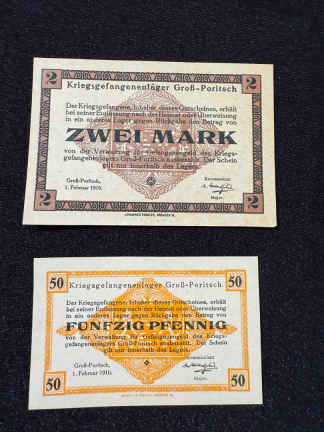 2 2
Kriegsgefangenenlager Groß-Poritsch
Der Kriegsgefangene, Inhaber dieses Gutscheines, erhält
bei seiner Entlassung nach der Heimat oder Überweisung
in ein anderes Lager gegen Rückgabe den Betrag von
ZWEI MARK
von der Verwaltung für Gefangenengeld des Kriegs-
gefangenenlagers Groß-Poritsch ausbezahlt. Der Schein
gilt nur innerhalb des Lagers.
Groß-Poritsch,
1. Februar 1916.
Kommandant
Major.
2 2
50 50
Kriegsgefangenenlager Groß-Poritsch.
Der Kriegsgefangene, Inhaber dieses Gutscheines, erhält
bei seiner Entlassung nach der Heimat oder Überweisung
in ein anderes Lager gegen Rückgabe den Betrag von
FÜNFZIG PFENNIG
von der Verwaltung für Gefangenengeld des Kriegs-
gefangenenlagers Groß-Poritsch ausbezahlt. Der Schein
gilt nur innerhalb des Lagers.
Groß-Poritsch,
1. Februar 1916.
Kommandant
Major.
50 50